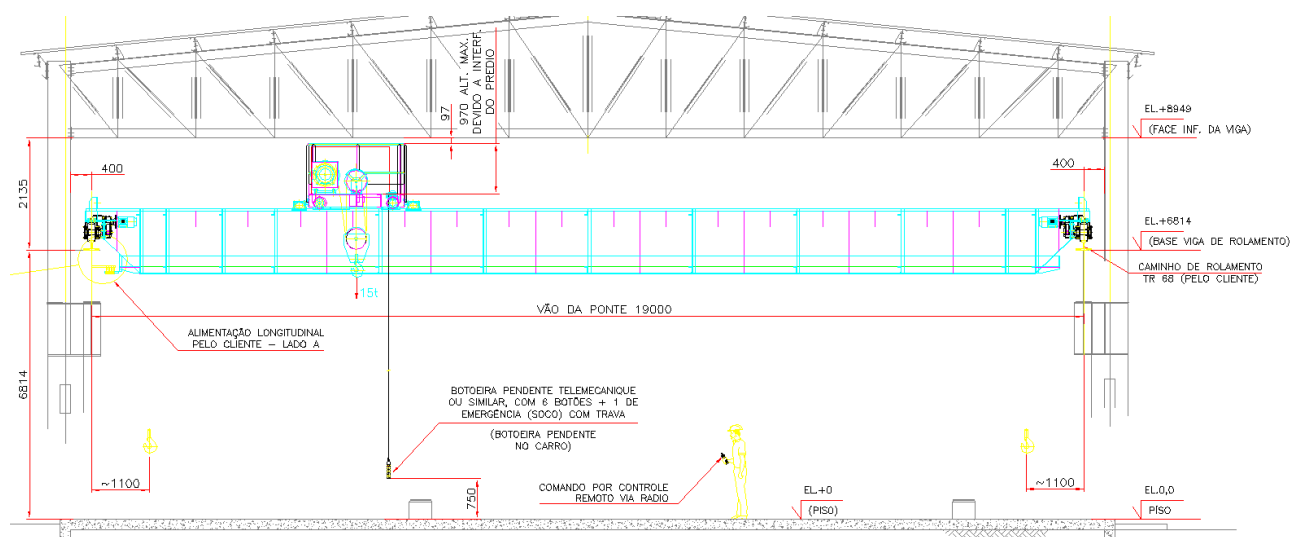 970 ALT. MAX.
DEVIDO A INTERF.
DO PREDIO
97
EL.+8949
(FACE INF. DA VIGA)
400
400
2135
EL.+6814
(BASE VIGA DE ROLAMENTO)
CAMINHO DE ROLAMENTO
TR 68 (PELO CLIENTE)
15t
VÃO DA PONTE 19000
ALIMENTAÇÃO LONGITUDINAL
PELO CLIENTE – LADO A
6814
BOTOEIRA PENDENTE TELEMECANIQUE
OU SIMILAR, COM 6 BOTÕES + 1 DE
EMERGÊNCIA (SOCO) COM TRAVA
(BOTOEIRA PENDENTE
NO CARRO)
~1100
750
COMANDO POR CONTROLE
REMOTO VIA RADIO
EL.+0
(PISO)
~1100
EL.0,0
PISO